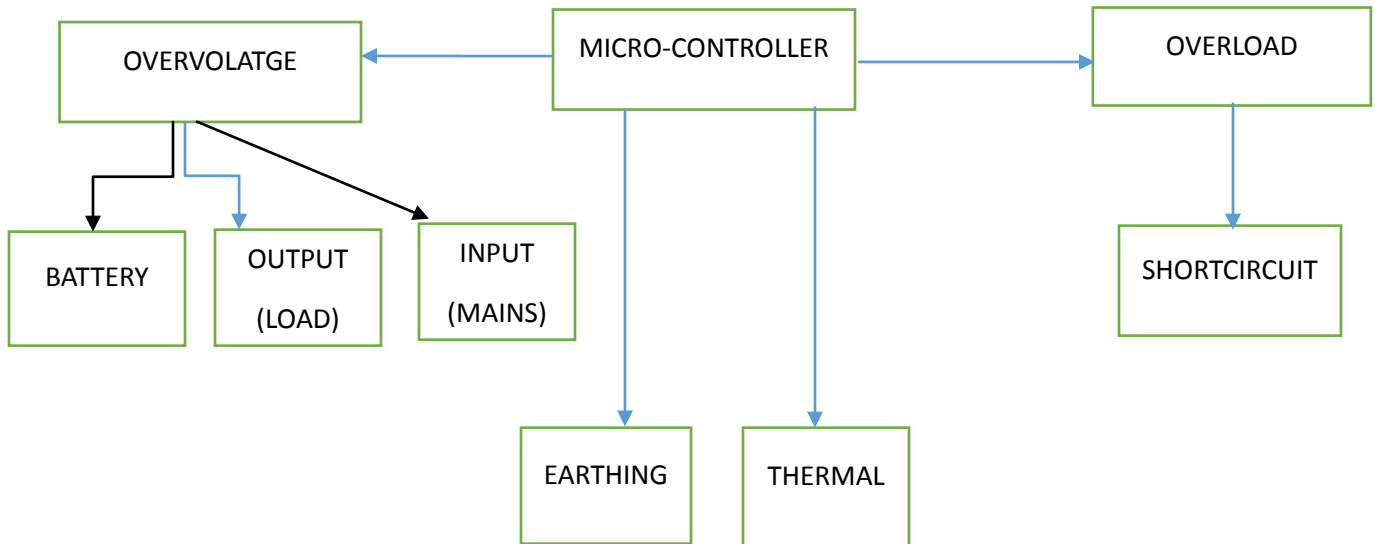 OVERVOLATGE
MICRO-CONTROLLER
OVERLOAD
BATTERY
OUTPUT
(LOAD)
INPUT
(MAINS)
SHORTCIRCUIT
EARTHING
THERMAL